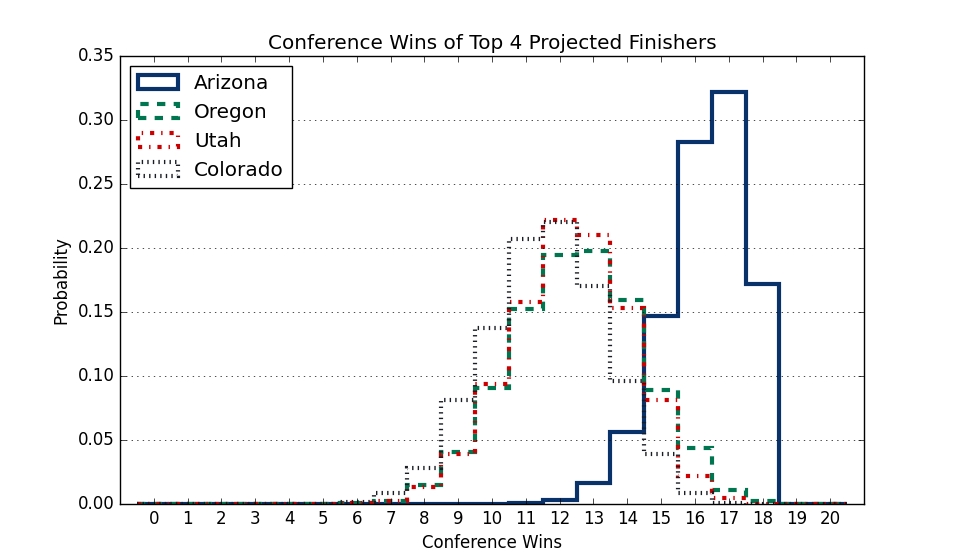 Conference Wins of Top 4 Projected Finishers
0.35
0.30
0.25
0.20
0.15
0.10
0.05
0.00
Probability
Arizona
Oregon
Utah
Colorado
0 1 2 3 4 5 6 7 8 9 10 11 12 13 14 15 16 17 18 19 20
Conference Wins